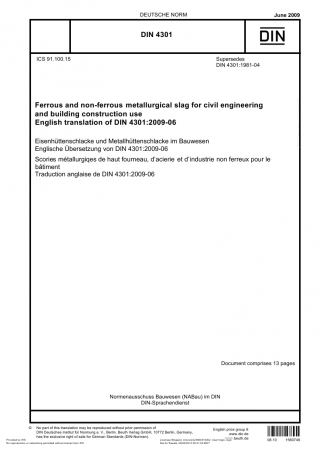 DEUTSCHE NORM
June 2009
DIN 4301
DIN
ICS 91.100.15
Supersedes
DIN 4301:1981-04
Ferrous and non-ferrous metallurgical slag for civil engineering
and building construction use
English translation of DIN 4301:2009-06
Eisenhüttenschlacke und Metallhüttenschlacke im Bauwesen
Englische Übersetzung von DIN 4301:2009-06
Scories métallurgiqes de haut fourneau, d'acierie et d'industrie non ferreux pour le
bâtiment
Traduction anglaise de DIN 4301:2009-06
Document comprises 13 pages
Normenausschuss Bauwesen (NABau) im DIN
DIN-Sprachendienst
© No part of this translation may be reproduced without prior permission of
DIN Deutsches Institut für Normung e.V., Berlin. Beuth Verlag GmbH, 10772 Berlin, Germany,
has the exclusive right of sale for German Standards (DIN-Normen).
English price group 9
www.din.de
www.beuth.de